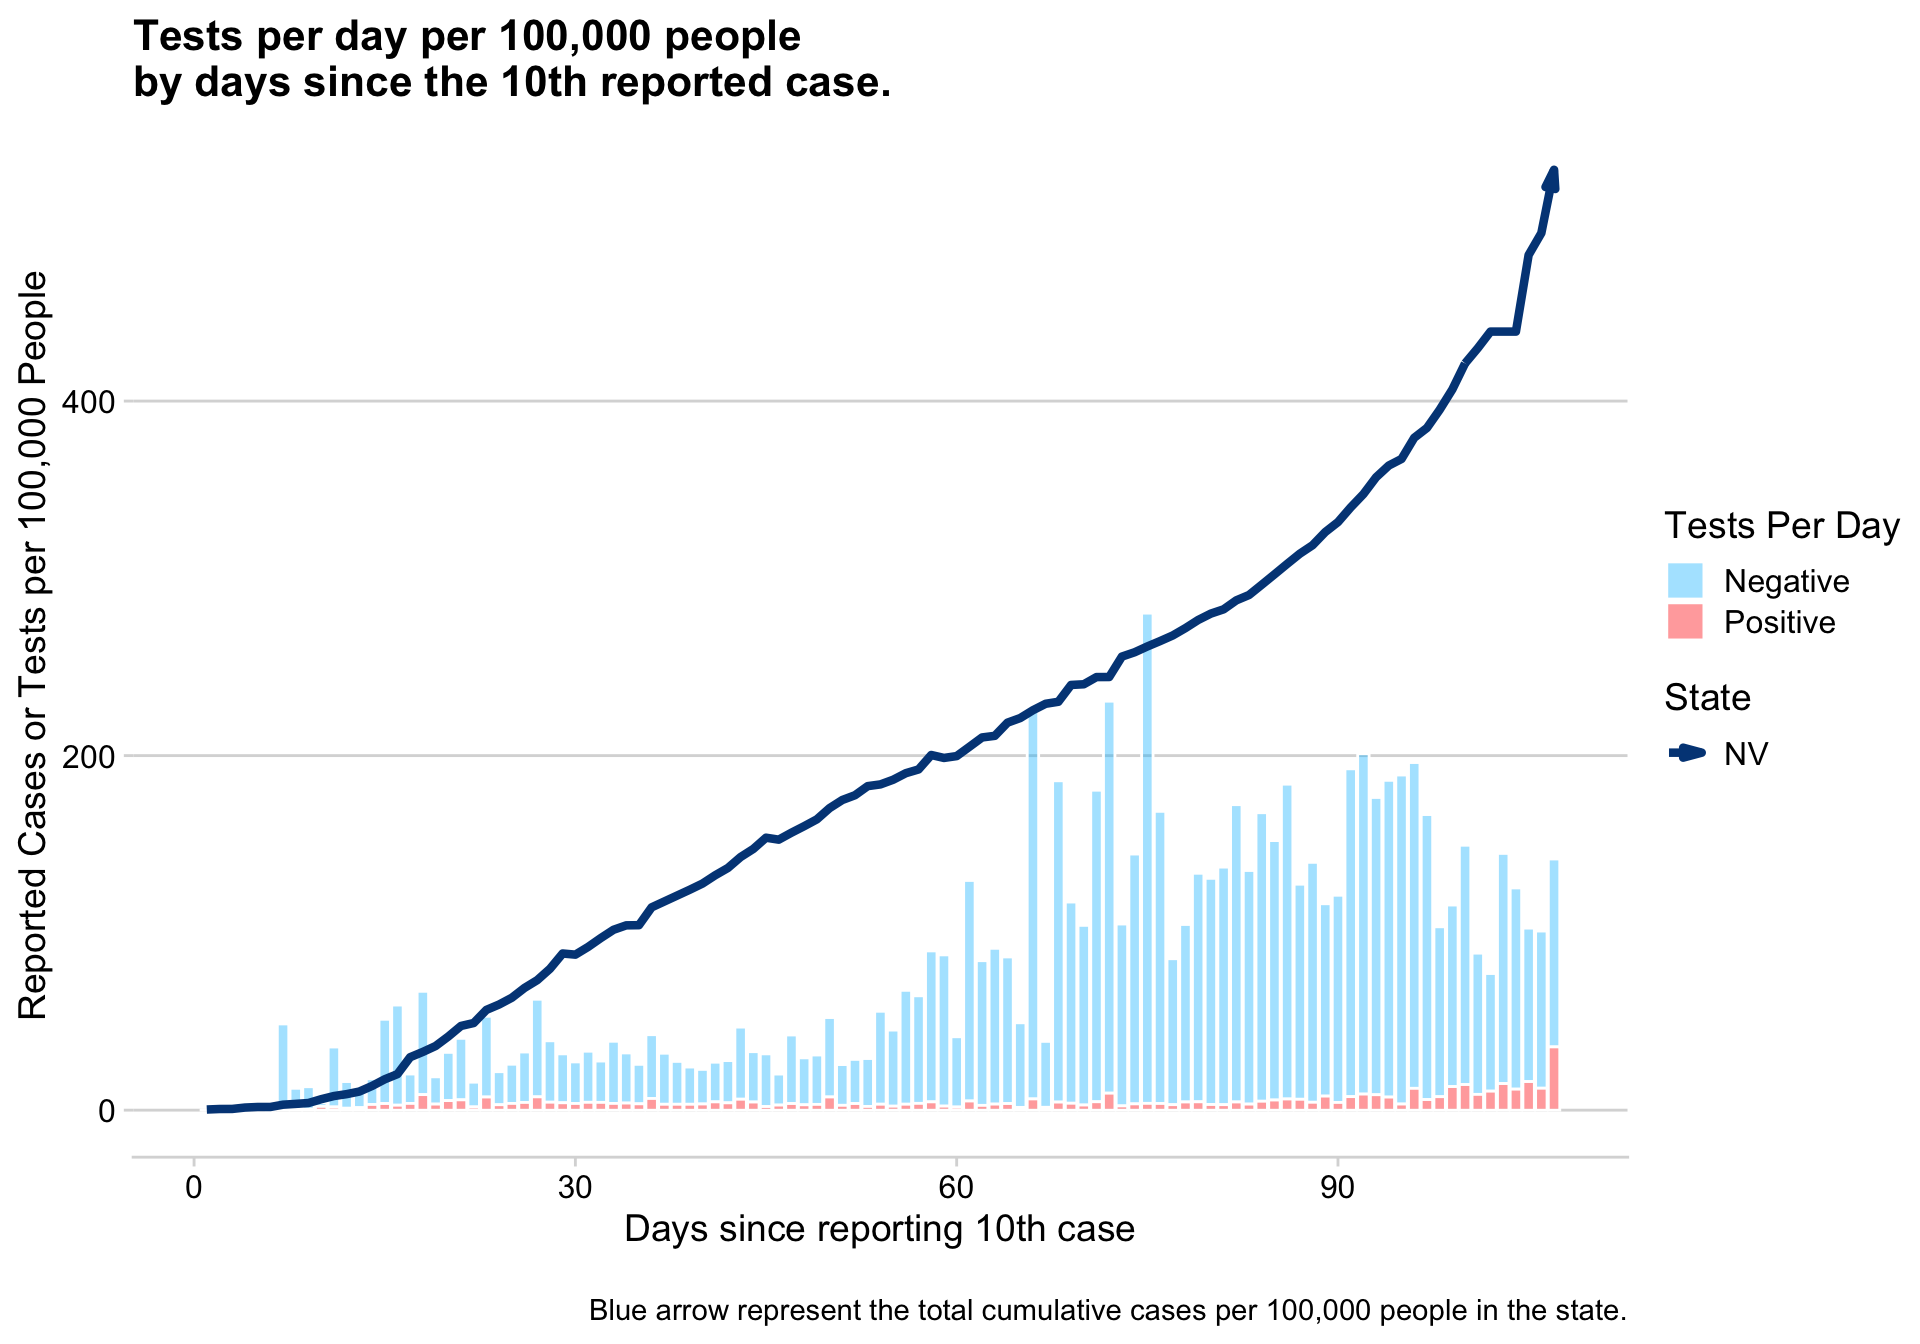 Tests per day per 100,000 people
by days since the 10th reported case.
Reported Cases or Tests per 100,000 People
400
200
0
0 30 60 90
Days since reporting 10th case
Tests Per Day
Negative
Positive
State
NV
Blue arrow represent the total cumulative cases per 100,000 people in the state.